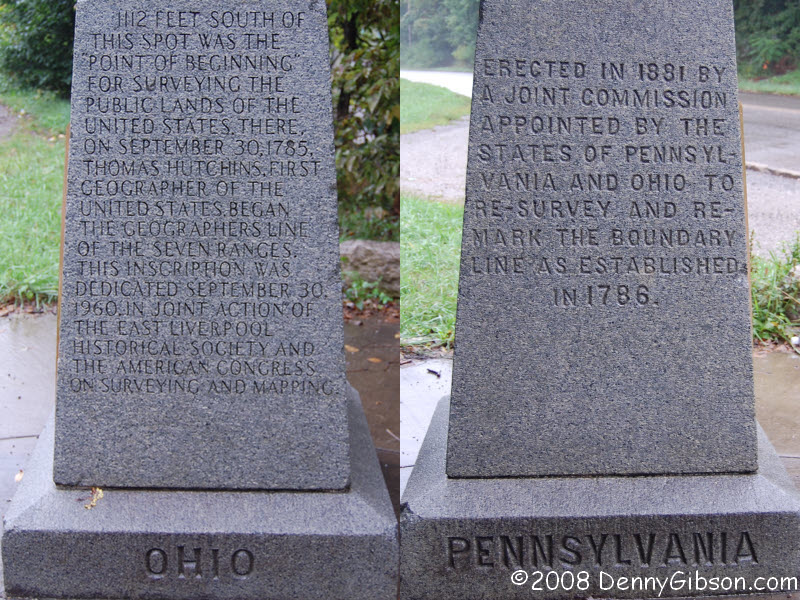 1112 FEET SOUTH OF
THIS SPOT WAS THE
"POINT OF BEGINNING"
FOR SURVEYING THE
PUBLIC LANDS OF THE
UNITED STATES. THERE,
ON SEPTEMBER 30, 1785,
THOMAS HUTCHINS, FIRST
GEOGRAPHER OF THE
UNITED STATES, BEGAN
THE GEOGRAPHERS LINE
OF THE SEVEN RANGES.
THIS INSCRIPTION WAS
DEDICATED SEPTEMBER 30,
1960, IN JOINT ACTION OF
THE EAST LIVERPOOL
HISTORICAL SOCIETY AND
THE AMERICAN CONGRESS
ON SURVEYING AND MAPPING.
OHIO
ERECTED IN 1881 BY
A JOINT COMMISSION
APPOINTED BY THE
STATES OF PENNSYL-
VANIA AND OHIO TO
RE-SURVEY AND RE-
MARK THE BOUNDARY
LINE AS ESTABLISHED
IN 1786.
PENNSYLVANIA
©2008 DennyGibson.com